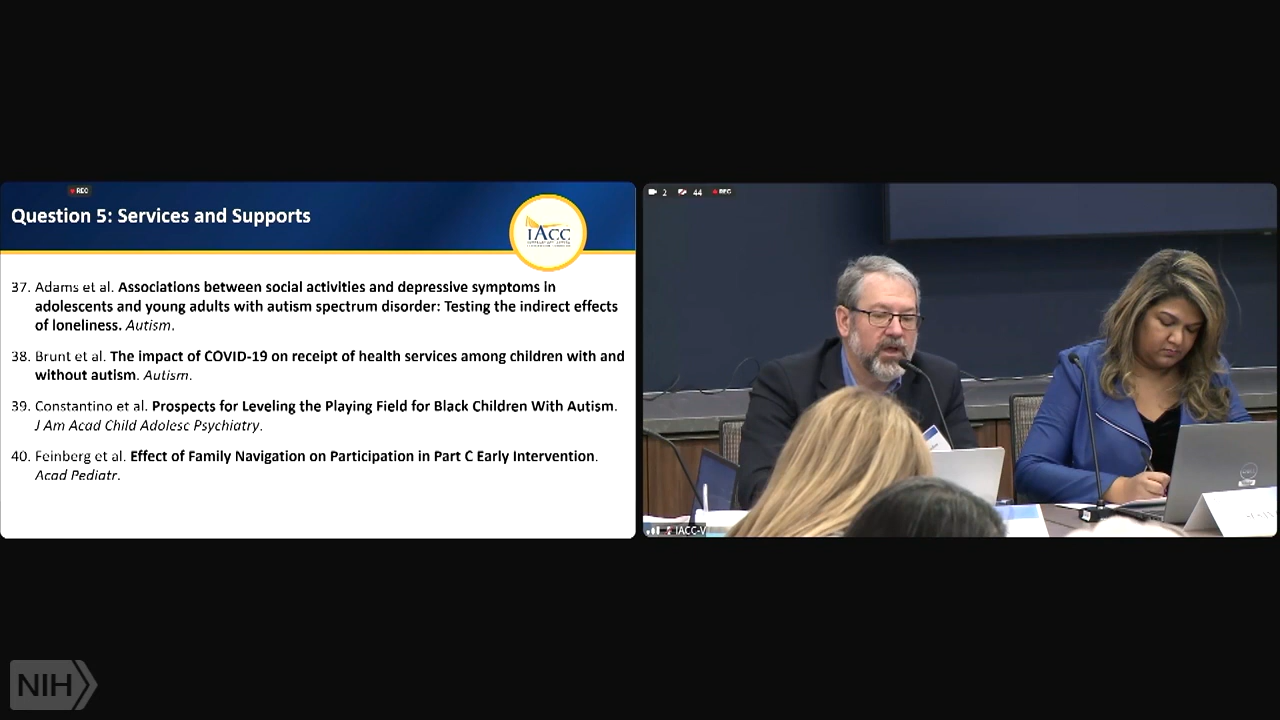 REC
Question 5: Services and Supports
IACC
37. Adams et al. Associations between social activities and depressive symptoms in
adolescents and young adults with autism spectrum disorder: Testing the indirect effects
of loneliness. Autism.
38. Brunt et al. The impact of COVID-19 on receipt of health services among children with and
without autism. Autism.
39. Constantino et al. Prospects for Leveling the Playing Field for Black Children With Autism.
J Am Acad Child Adolesc Psychiatry.
40. Feinberg et al. Effect of Family Navigation on Participation in Part C Early Intervention.
Acad Pediatr.
2 44 REC
IACC-V
NIH